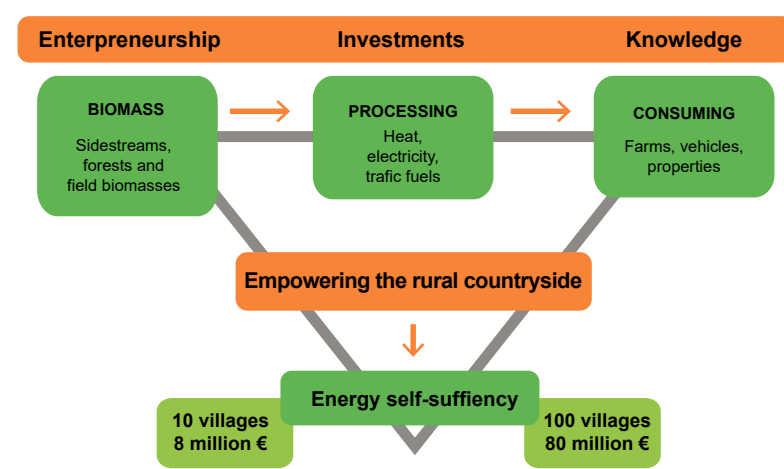 Enterpreneurship
Investments
Knowledge
BIOMASS
Sidestreams,
forests and
field biomasses
PROCESSING
Heat,
electricity,
trafic fuels
CONSUMING
Farms, vehicles,
properties
Empowering the rural countryside
Energy self-suffiency
10 villages
8 million €
100 villages
80 million €